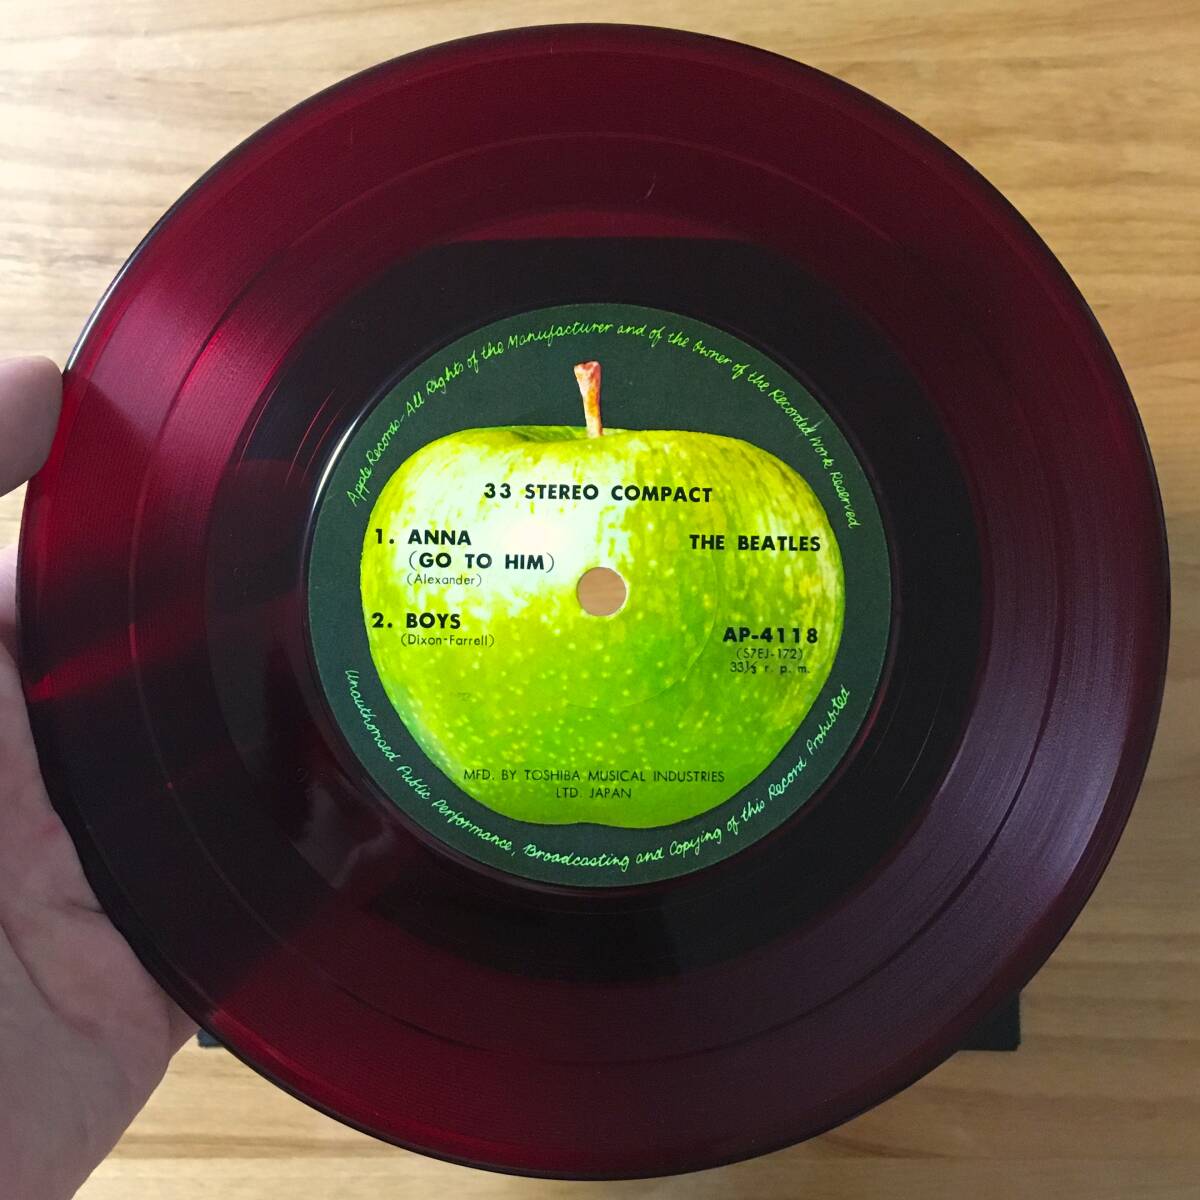 Apple Records-All Rights of the Manufacturer and of the Owner of the Recorded Work Reserved
33 STEREO COMPACT
1. ANNA
(GO TO HIM)
(Alexander)
THE BEATLES
2. BOYS
(Dixon-Farrell)
AP-4118
(S7EJ-172)
33⅓ r. p. m.
MFD. BY TOSHIBA MUSICAL INDUSTRIES
LTD. JAPAN
Unauthorised Public Performance, Broadcasting and Copying of this Record Prohibited